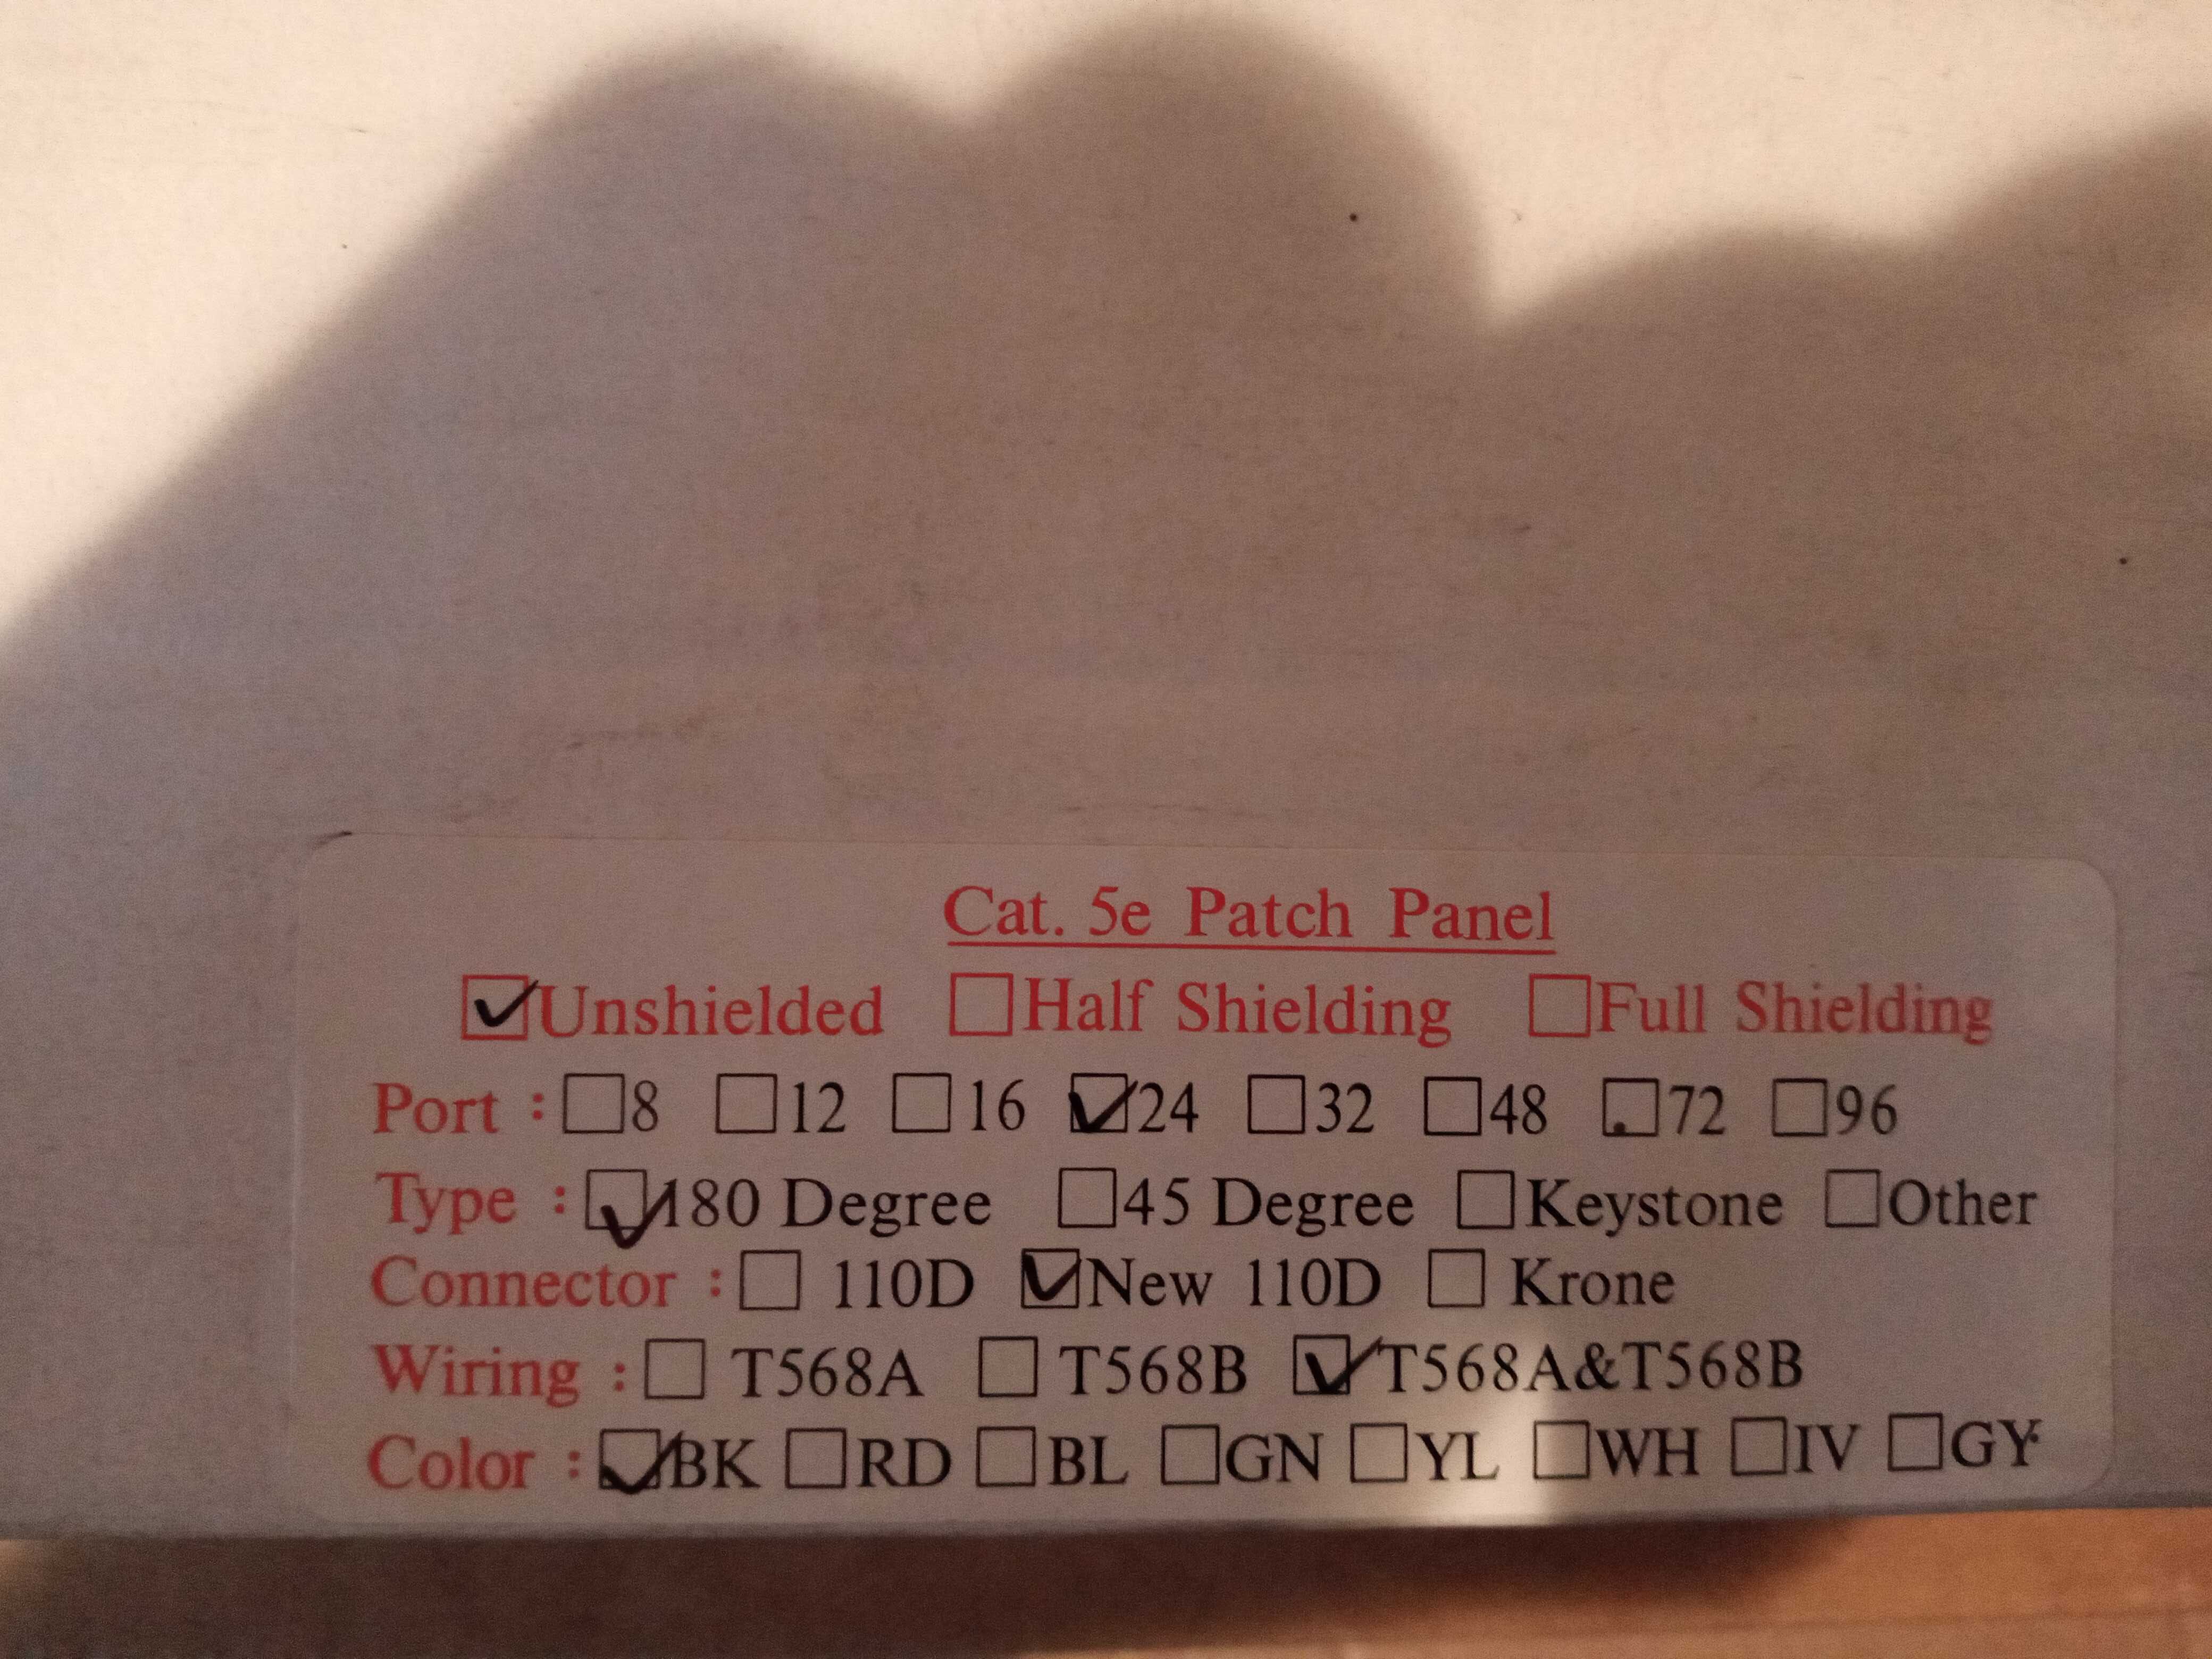 Cat. 5e Patch Panel
☑Unshielded ☐Half Shielding ☐Full Shielding
Port : ☐8 ☐12 ☐16 ☑24 ☐32 ☐48 ☐72 ☐96
Type : ☑180 Degree ☐45 Degree ☐Keystone ☐Other
Connector : ☐ 110D ☑New 110D ☐ Krone
Wiring : ☐ T568A ☐ T568B ☑T568A&T568B
Color : ☑BK ☐RD ☐BL ☐GN ☐YL ☐WH ☐IV ☐GY